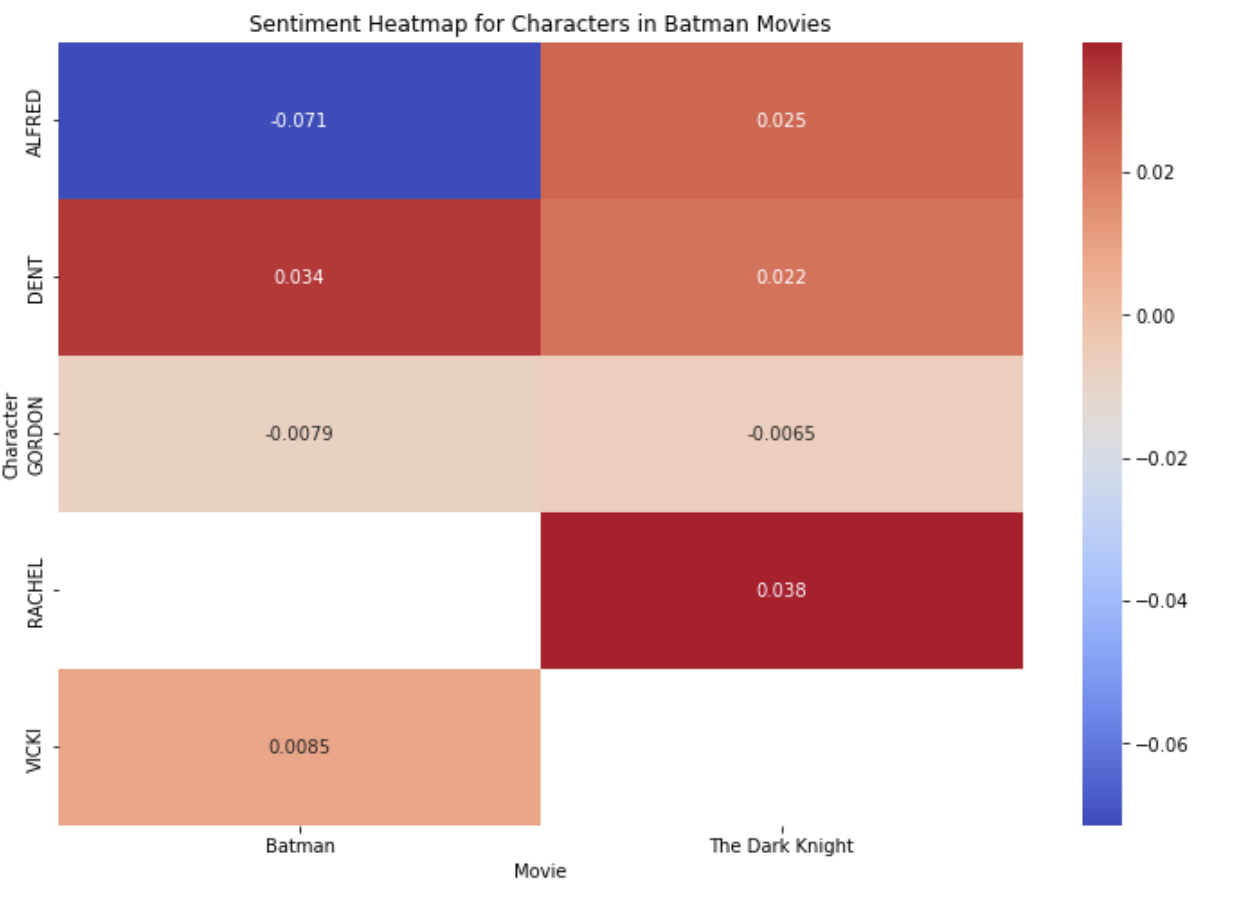 Sentiment Heatmap for Characters in Batman Movies
ALFRED
-0.071
0.025
DENT
0.034
0.022
Character
GORDON
-0.0079
-0.0065
RACHEL
0.038
VICKI
0.0085
Batman
The Dark Knight
Movie
0.02
0.00
−0.02
−0.04
−0.06